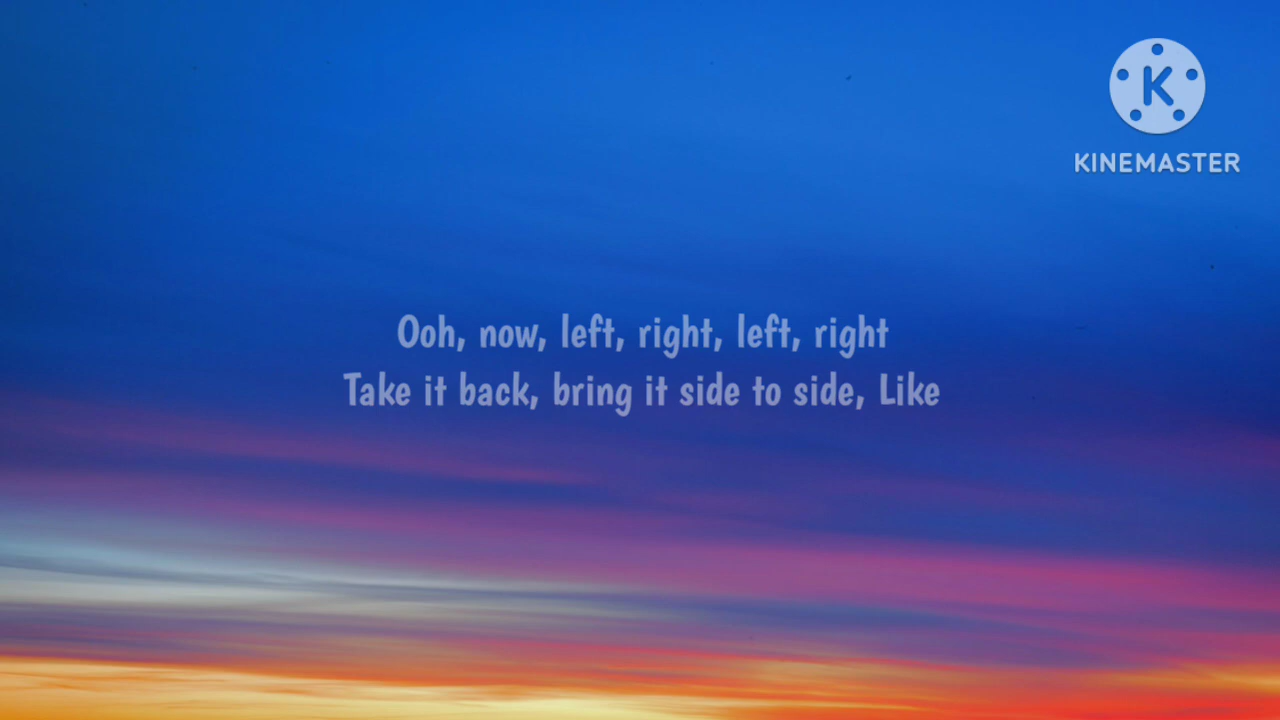 K
KINEMASTER
Ooh, now, left, right, left, right
Take it back, bring it side to side, Like